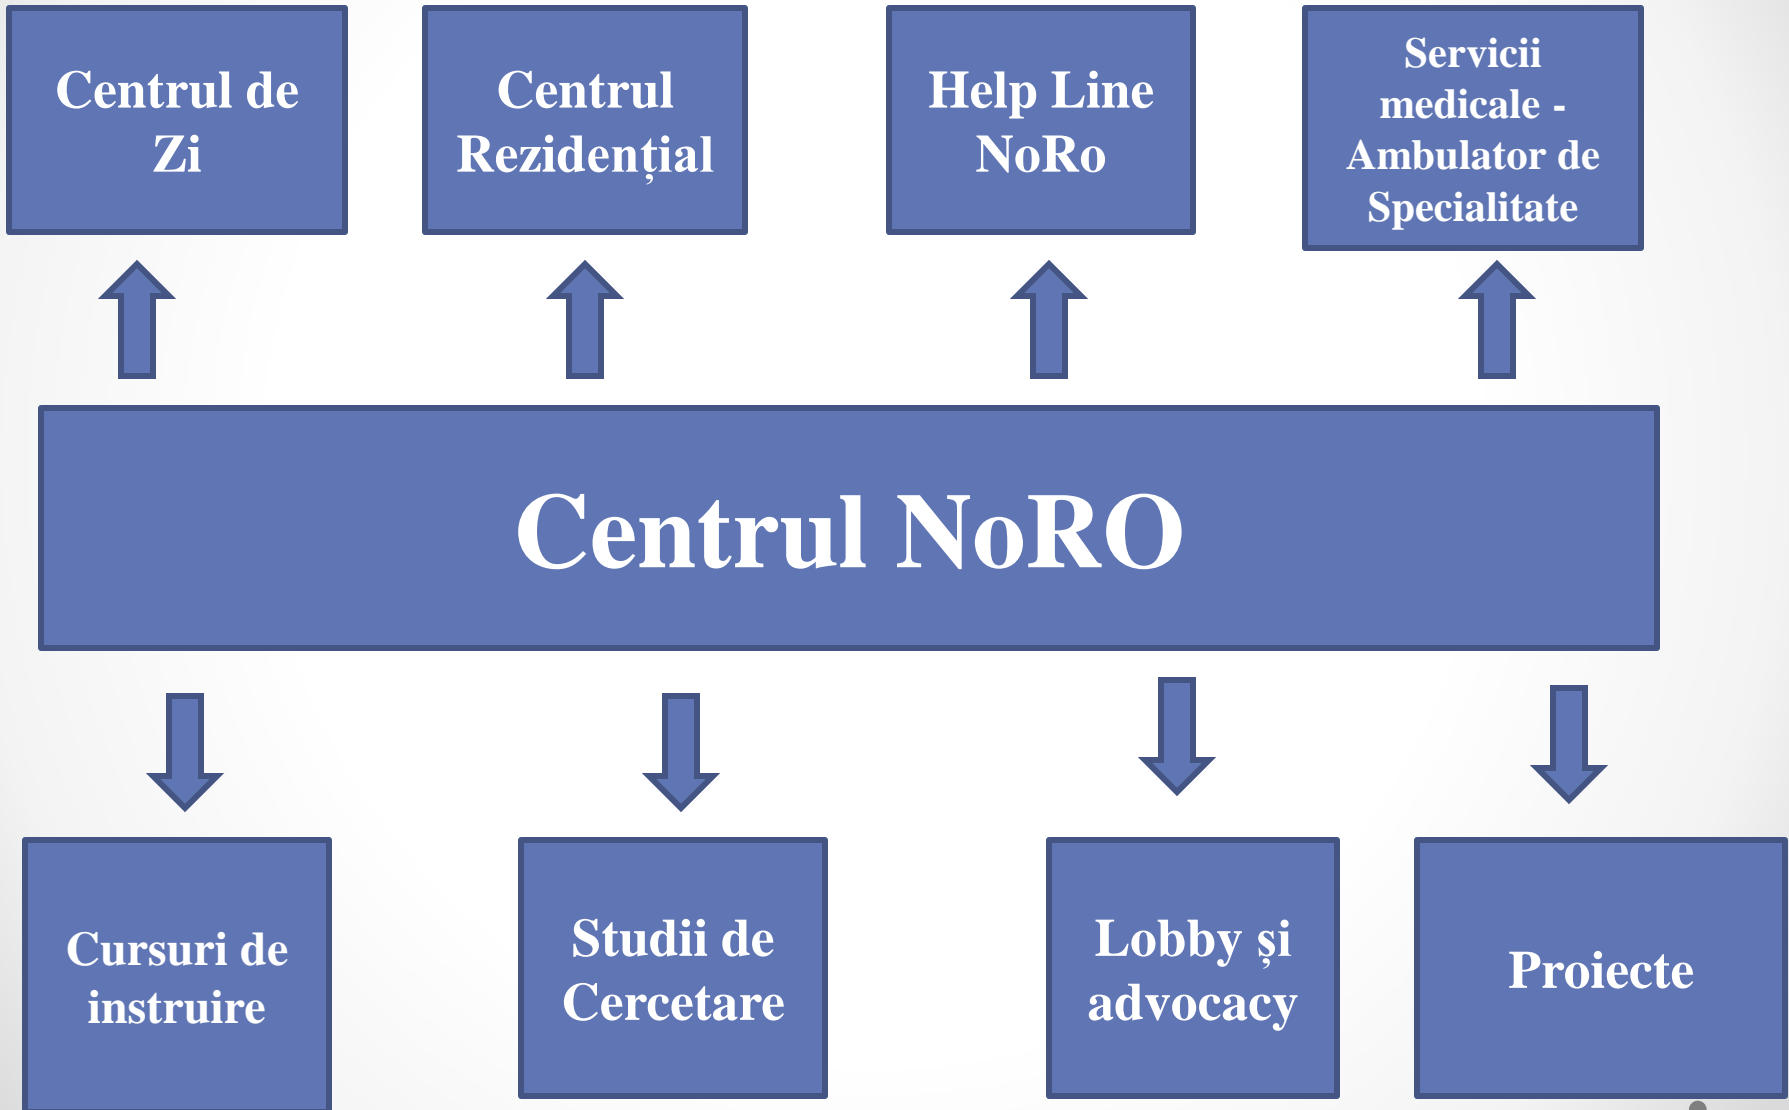 Centrul de
Zi
Centrul
Rezidențial
Help Line
NoRo
Servicii
medicale -
Ambulator de
Specialitate
Centrul NoRO
Cursuri de
instruire
Studii de
Cercetare
Lobby și
advocacy
Proiecte